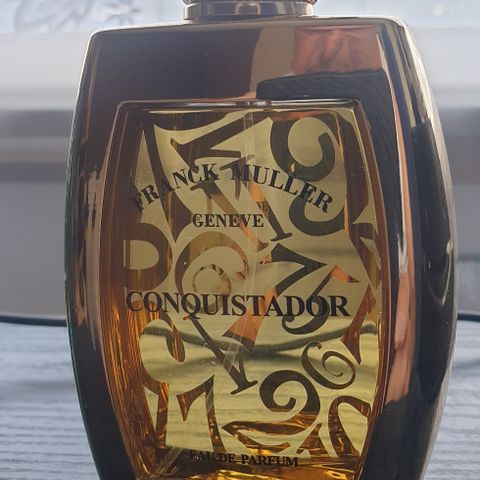 FRANCK MULLER
GENEVE
CONQUISTADOR
EAU DE PARFUM